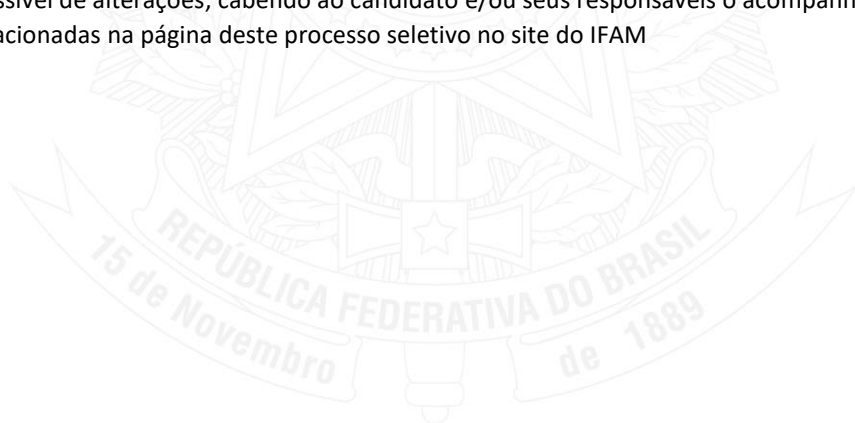 ssível de alterações, cabendo ao candidato e/ou seus responsáveis o acompanh
acionadas na página deste processo seletivo no site do IFAM
REPÚBLICA FEDERATIVA DO BRASIL
15 de Novembro de 1889